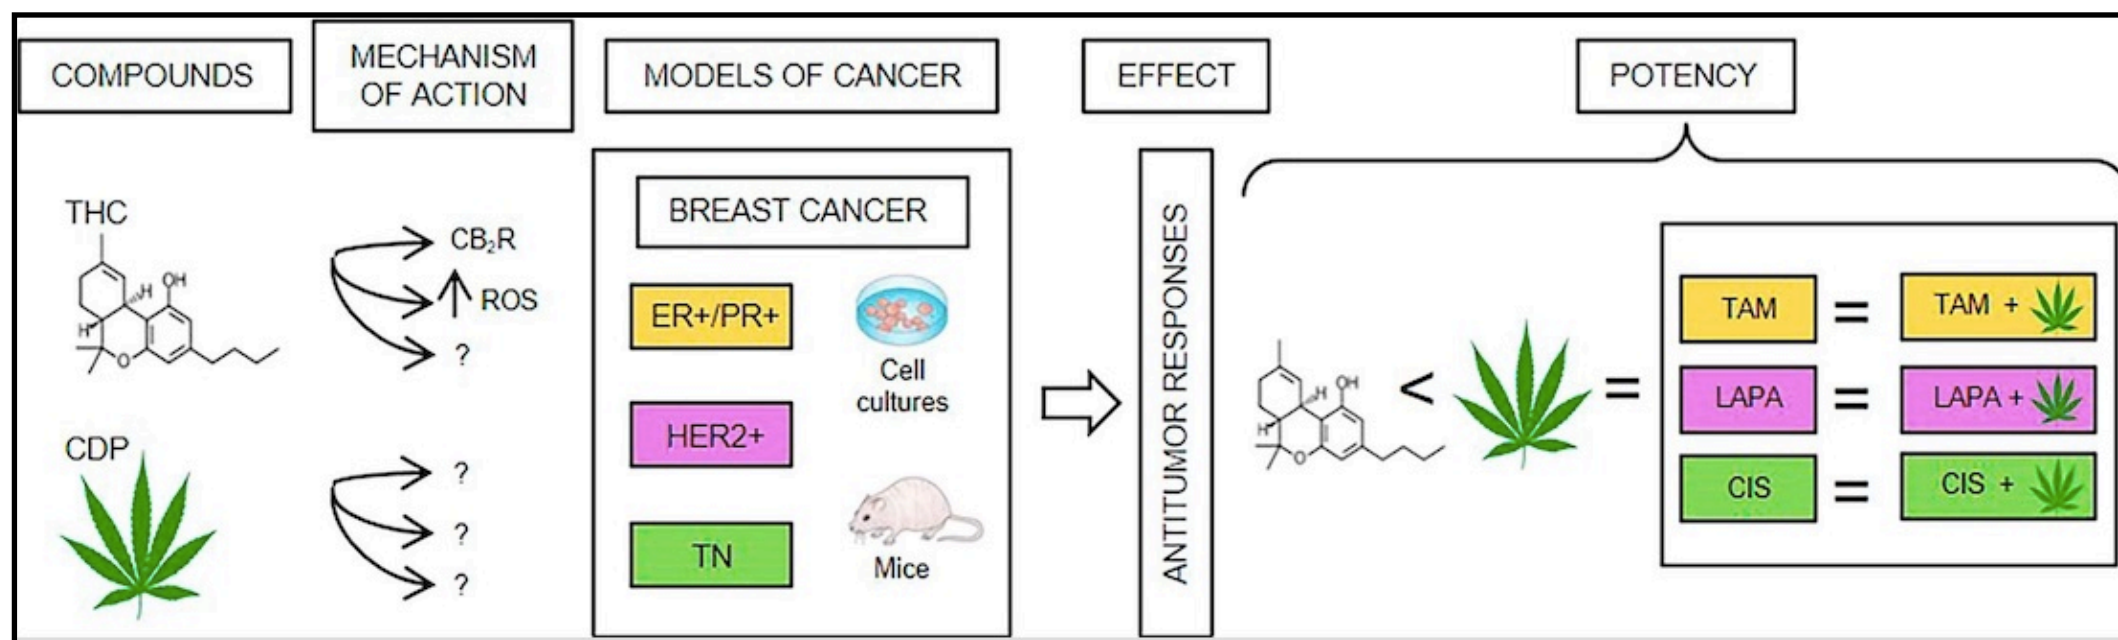 COMPOUNDS
MECHANISM
OF ACTION
MODELS OF CANCER
EFFECT
POTENCY
THC
OH
H
H
O
CB₂R
ROS
?
CDP
?
?
?
BREAST CANCER
ER+/PR+
HER2+
TN
Cell
cultures
Mice
ANTITUMOR RESPONSES
OH
H
H
O
<
=
TAM = TAM +
LAPA = LAPA +
CIS = CIS +